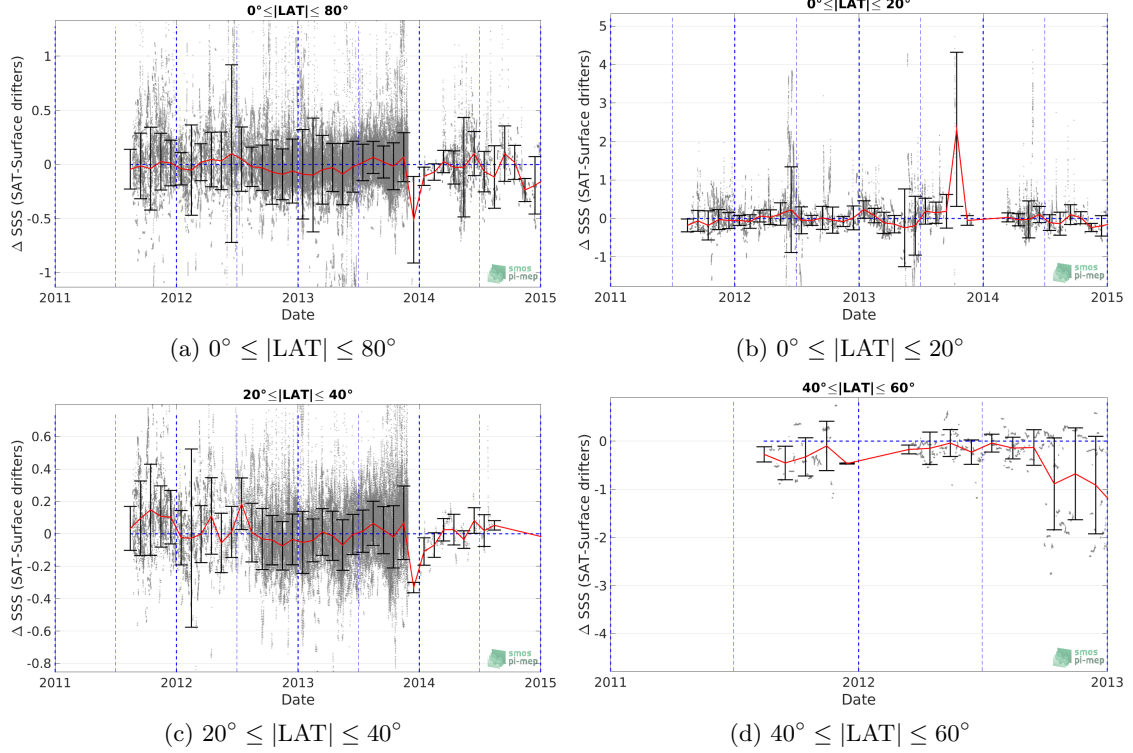 0°≤|LAT|≤ 80°
1
0.5
0
-0.5
-1
Δ SSS (SAT-Surface drifters)
2011
2012
2013
2014
2015
Date
smos
pi-mep
(a) 0° ≤ |LAT| ≤ 80°
0°≤|LAT|≤ 20°
5
4
3
2
1
0
-1
Δ SSS (SAT-Surface drifters)
2011
2012
2013
2014
2015
Date
smos
pi-mep
(b) 0° ≤ |LAT| ≤ 20°
20°≤|LAT|≤ 40°
0.6
0.4
0.2
0
-0.2
-0.4
-0.6
-0.8
Δ SSS (SAT-Surface drifters)
2011
2012
2013
2014
2015
Date
smos
pi-mep
(c) 20° ≤ |LAT| ≤ 40°
40°≤|LAT|≤ 60°
0
-1
-2
-3
-4
Δ SSS (SAT-Surface drifters)
2011
2012
2013
Date
smos
pi-mep
(d) 40° ≤ |LAT| ≤ 60°